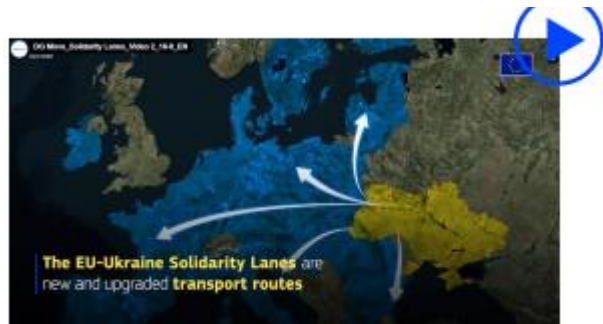 DG Move_Solidarity Lanes_Video 2_16-9_EN
The EU-Ukraine Solidarity Lanes are
new and upgraded transport routes